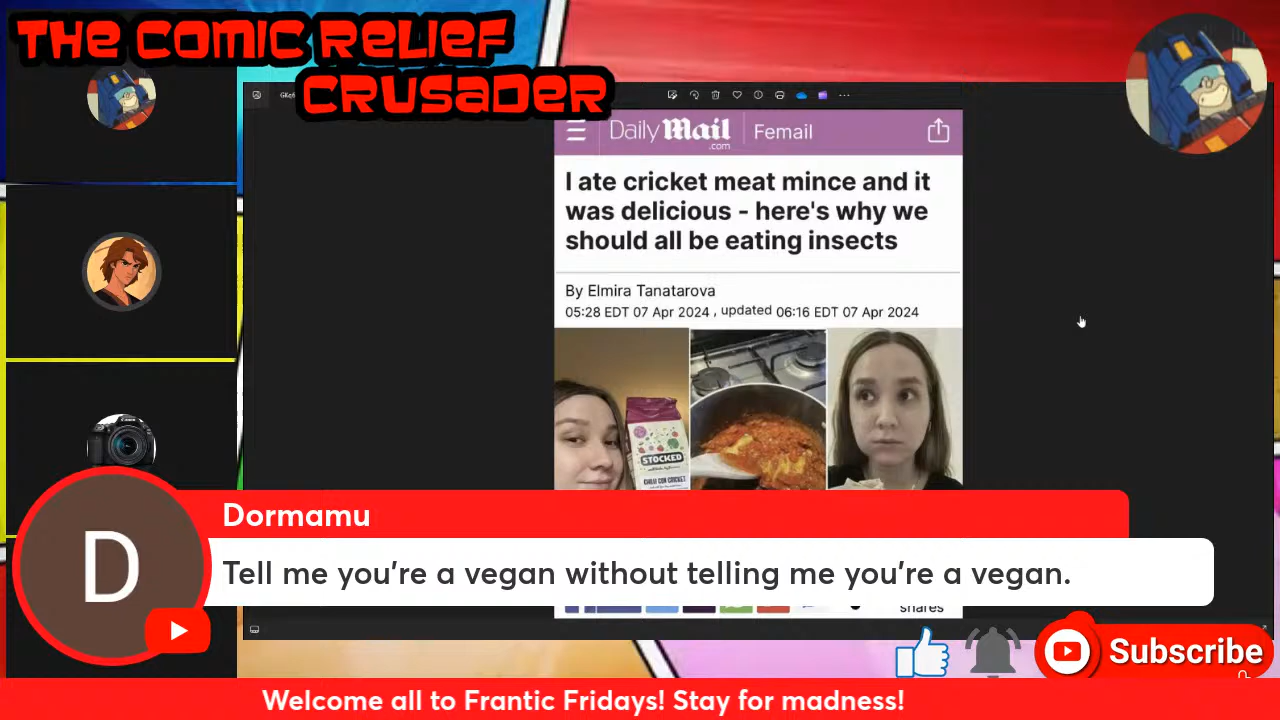 THE COMIC RELIEF
CRUSADER
Daily Mail
.com
Femail
I ate cricket meat mince and it
was delicious - here's why we
should all be eating insects
By Elmira Tanatarova
05:28 EDT 07 Apr 2024 , updated 06:16 EDT 07 Apr 2024
STOCKED
CHILLI CON CRICKET
D
Dormamu
Tell me you're a vegan without telling me you're a vegan.
shares
Subscribe
Welcome all to Frantic Fridays! Stay for madness!